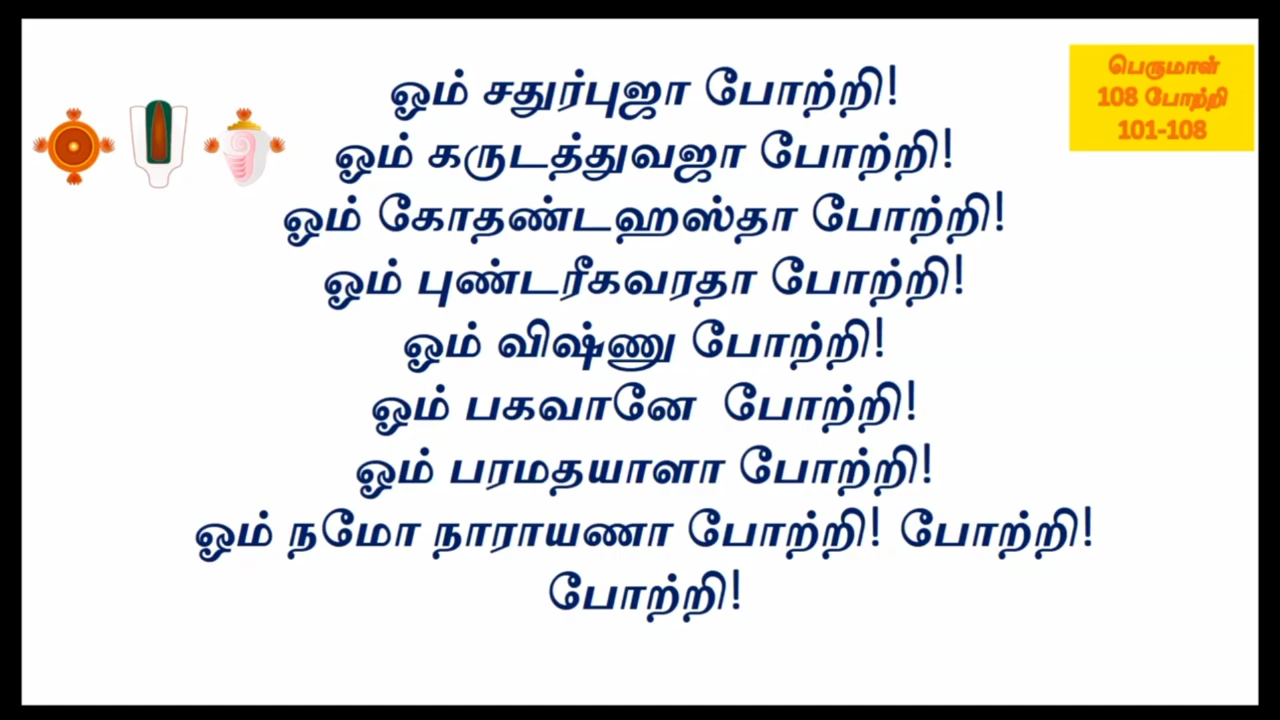 பெருமாள்
108 போற்றி
101-108
ஓம் சதுர்புஜா போற்றி!
ஓம் கருடத்துவஜா போற்றி!
ஓம் கோதண்டஹஸ்தா போற்றி!
ஓம் புண்டரீகவரதா போற்றி!
ஓம் விஷ்ணு போற்றி!
ஓம் பகவானே போற்றி!
ஓம் பரமதயாளா போற்றி!
ஓம் நமோ நாராயணா போற்றி! போற்றி!
போற்றி!